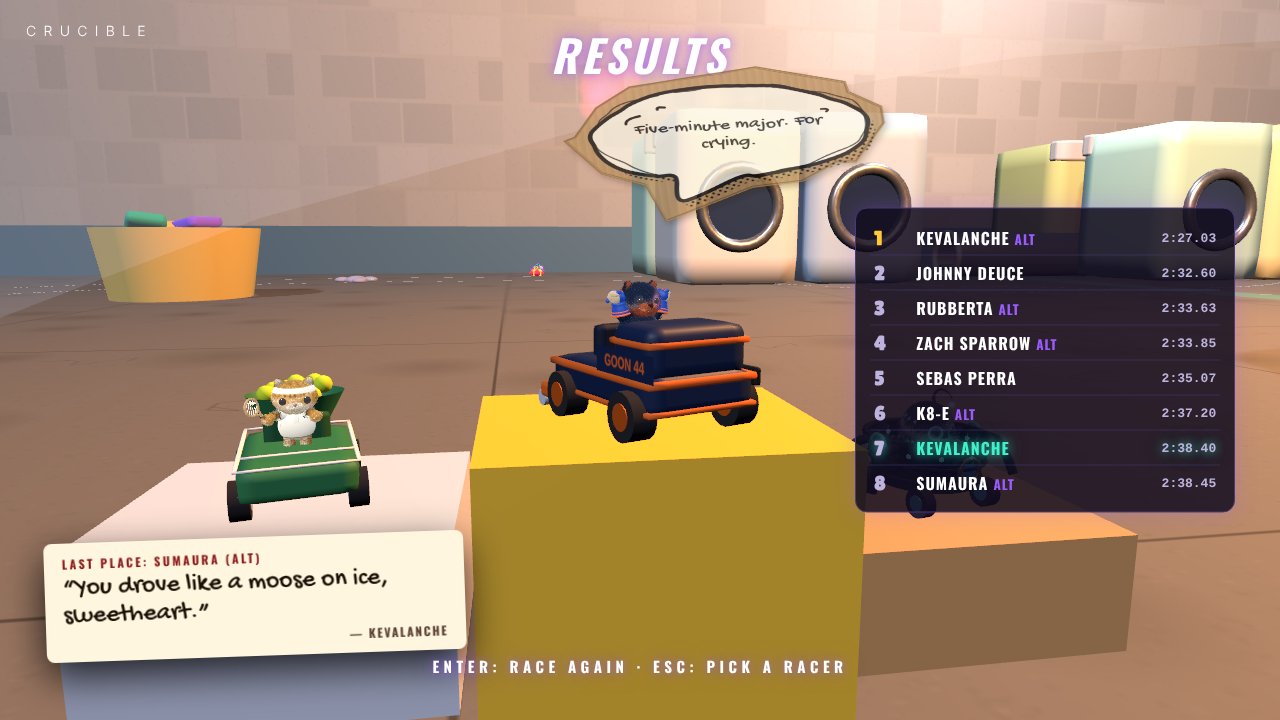 CRUCIBLE
RESULTS
"Five-minute major. For
crying."
1 KEVALANCHE ALT 2:27.03
2 JOHNNY DEUCE 2:32.60
3 RUBBERTA ALT 2:33.63
4 ZACH SPARROW ALT 2:33.85
5 SEBAS PERRA 2:35.07
6 K8-E ALT 2:37.20
7 KEVALANCHE 2:38.40
8 SUMAURA ALT 2:38.45
GOON 44
LAST PLACE: SUMAURA (ALT)
"You drove like a moose on ice,
sweetheart."
— KEVALANCHE
ENTER: RACE AGAIN · ESC: PICK A RACER